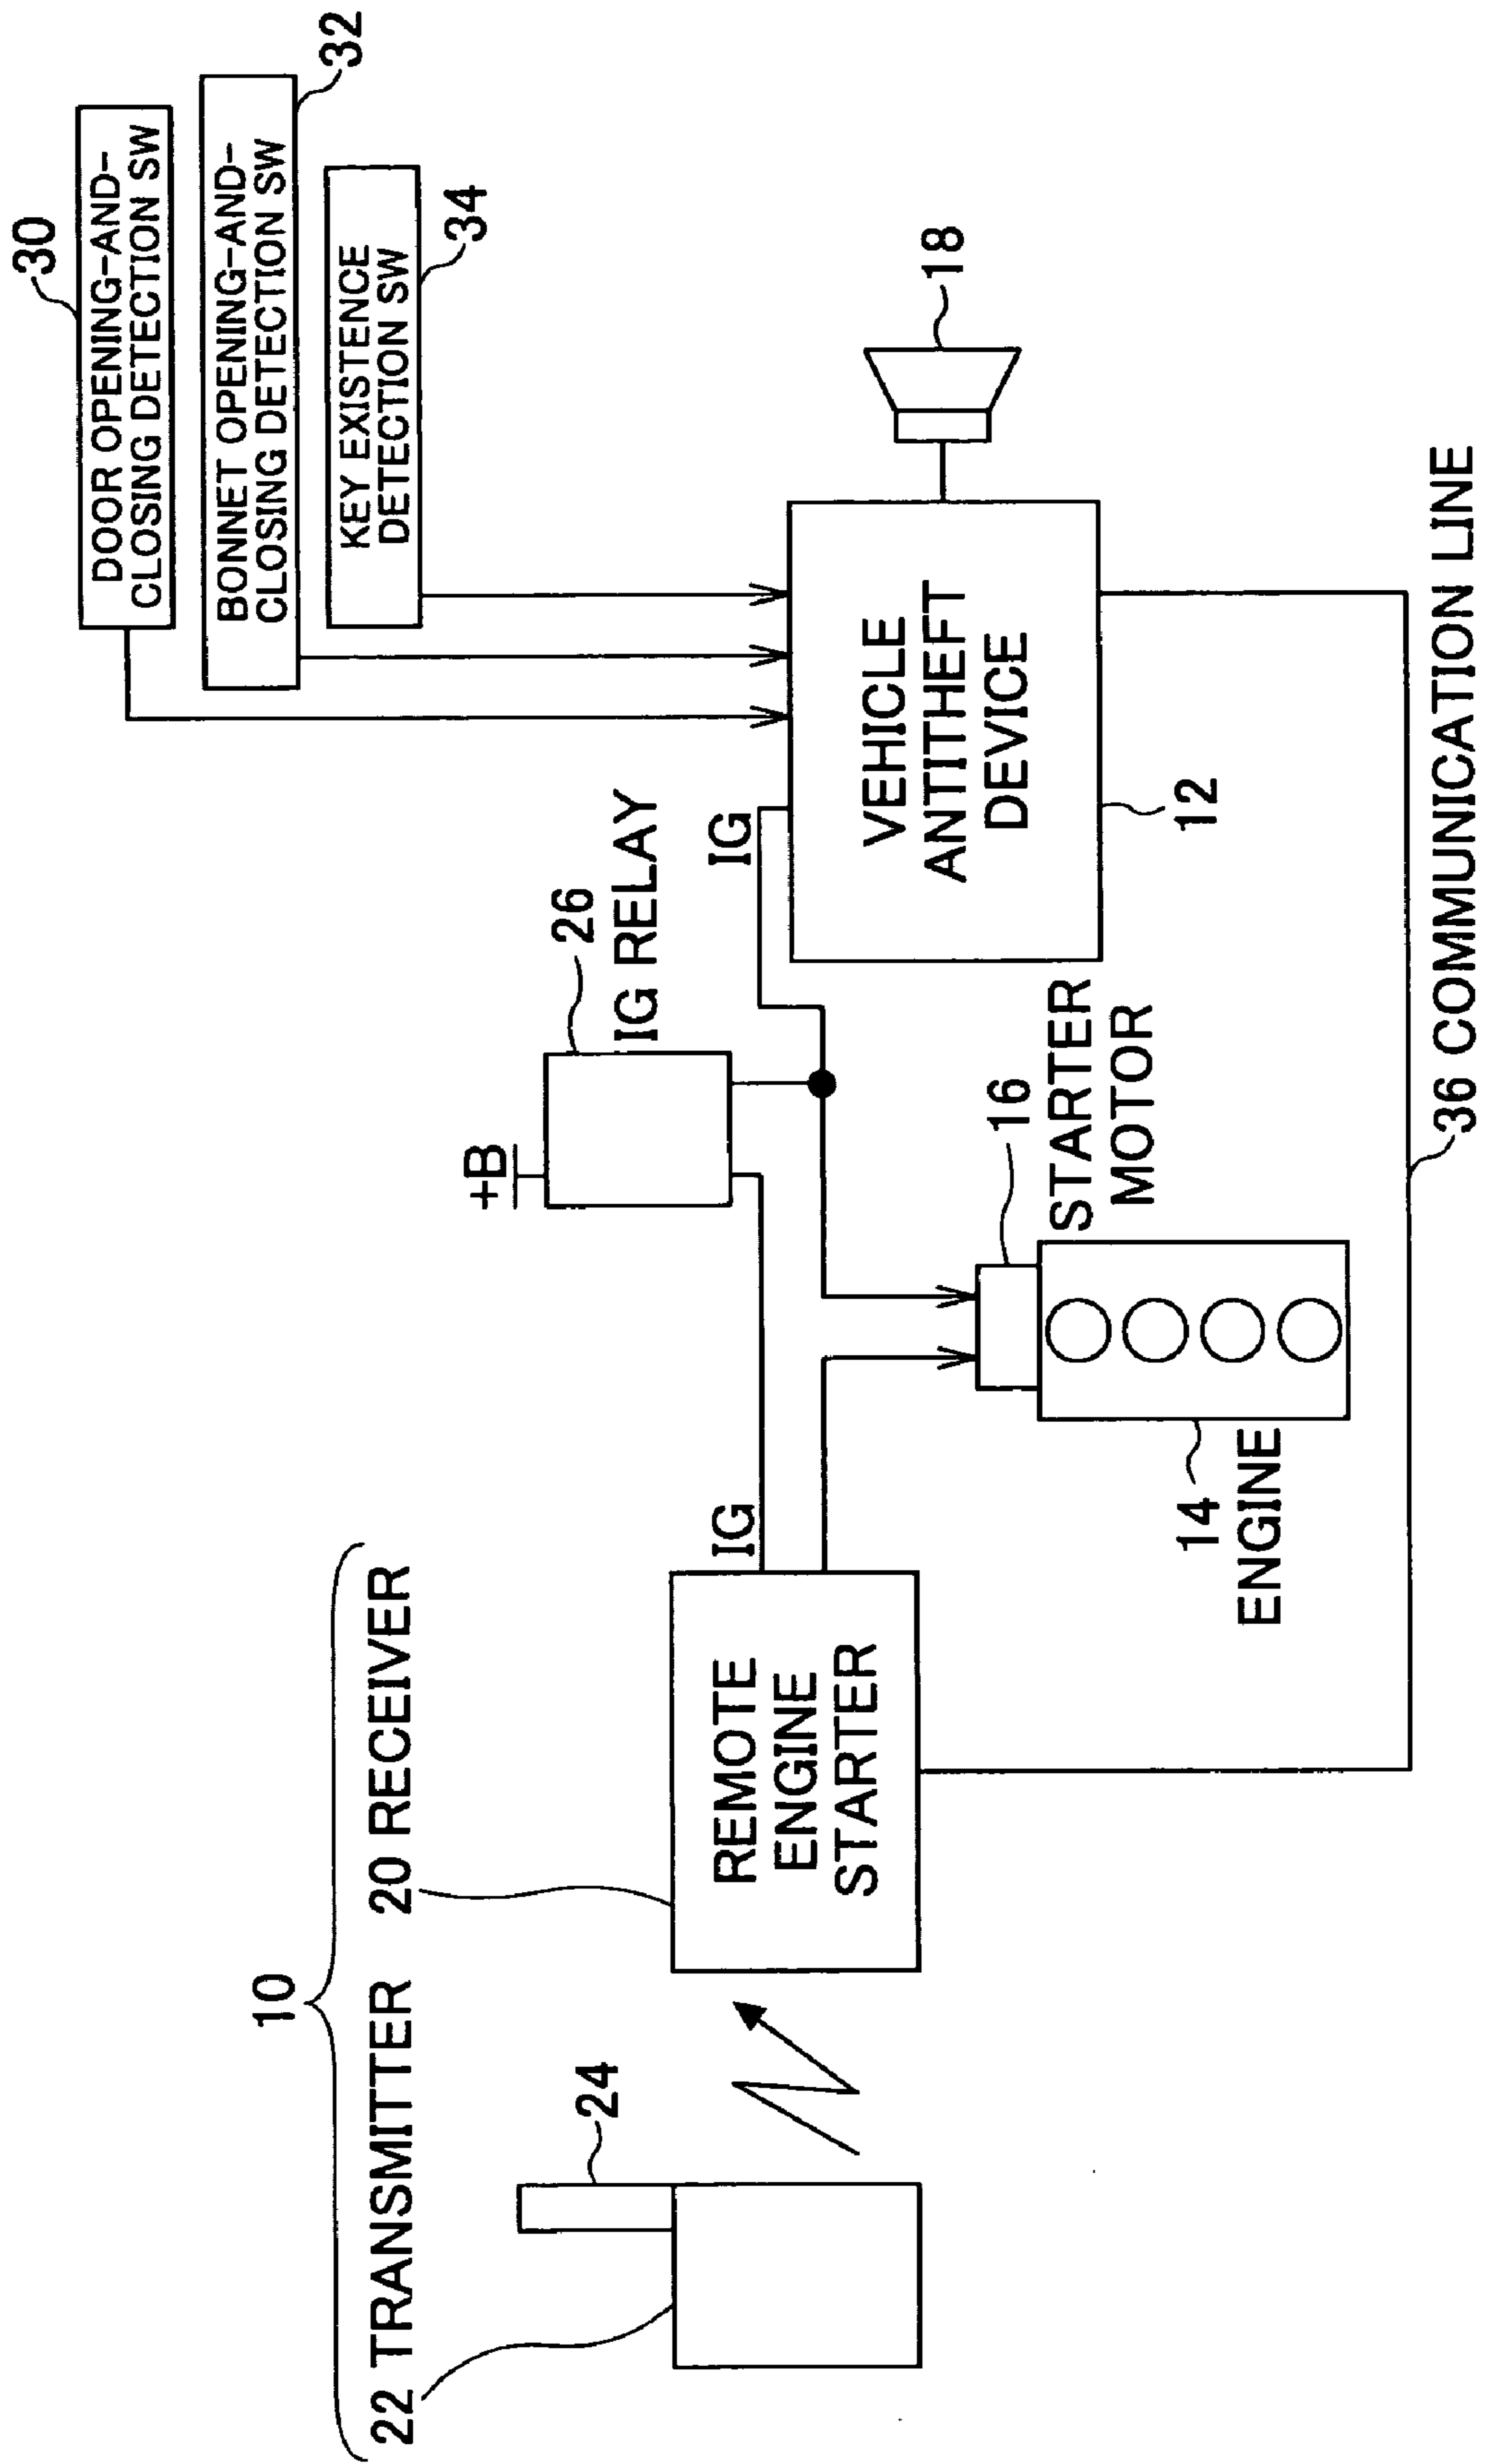 10
22 TRANSMITTER
20 RECEIVER
24
REMOTE
ENGINE
STARTER
IG
+B
26
IG RELAY
IG
16
STARTER
MOTOR
14
ENGINE
VEHICLE
ANTITHEFT
DEVICE
12
18
30
DOOR OPENING-AND-
CLOSING DETECTION SW
32
BONNET OPENING-AND-
CLOSING DETECTION SW
KEY EXISTENCE
DETECTION SW
34
36 COMMUNICATION LINE